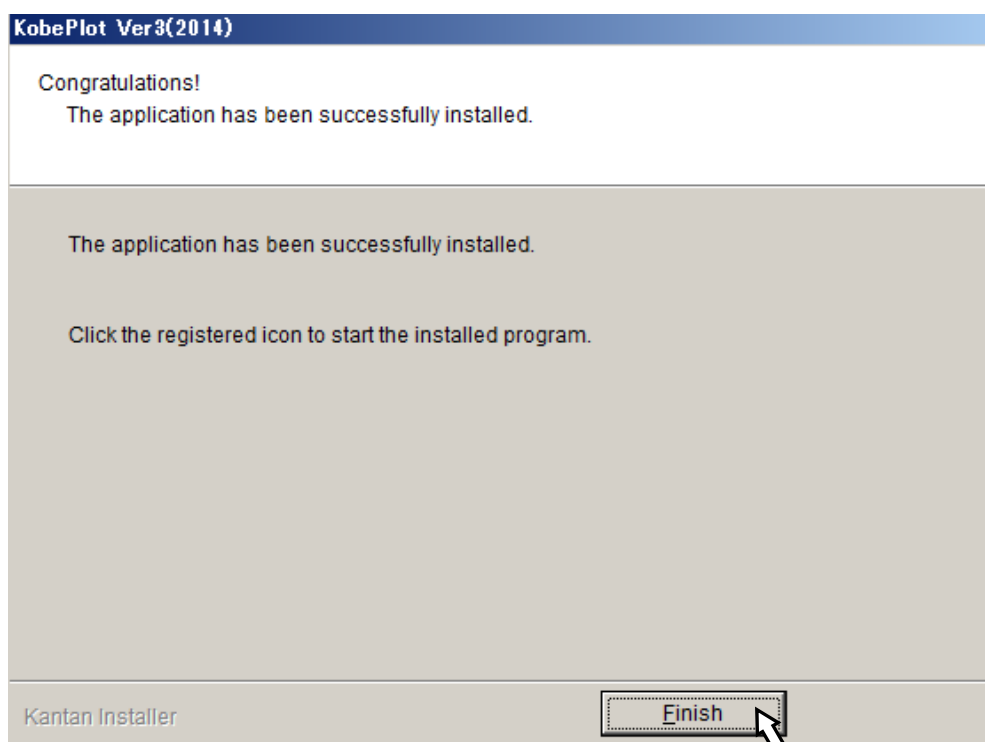 KobePlot Ver3(2014)
Congratulations!
The application has been successfully installed.
The application has been successfully installed.
Click the registered icon to start the installed program.
Kantan Installer
Finish